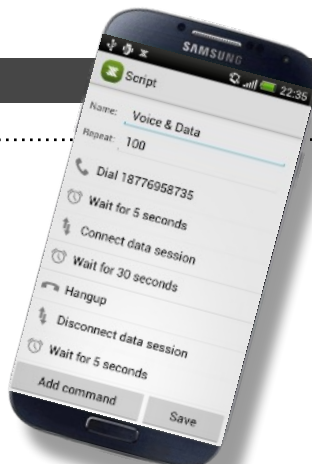 SAMSUNG
22:35
Script
Name: Voice & Data
Repeat: 100
Dial 18776958735
Wait for 5 seconds
Connect data session
Wait for 30 seconds
Hangup
Disconnect data session
Wait for 5 seconds
Add command Save